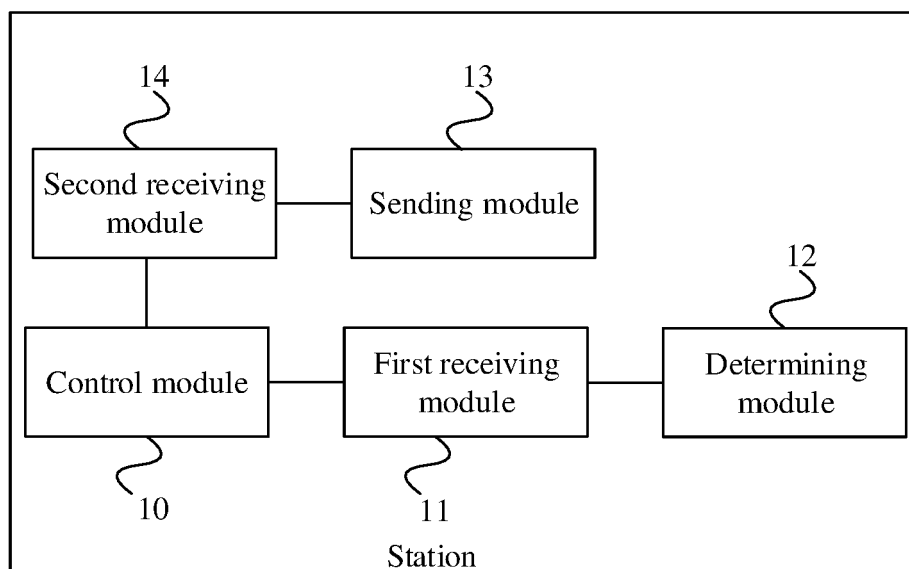 14
13
Second receiving
module
Sending module
12
Control module
First receiving
module
Determining
module
10
11
Station